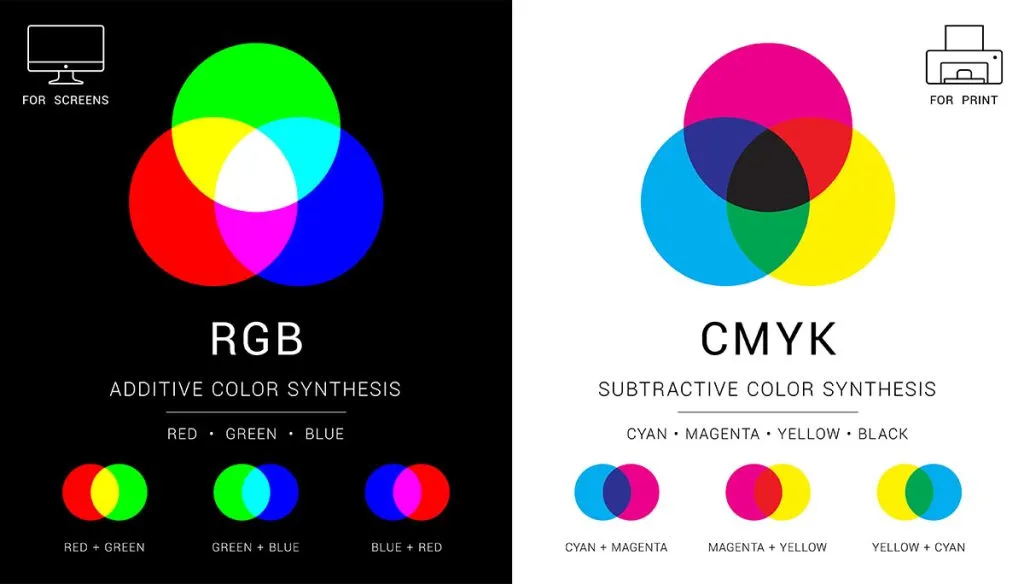 FOR SCREENS
RGB
ADDITIVE COLOR SYNTHESIS
RED • GREEN • BLUE
RED + GREEN
GREEN + BLUE
BLUE + RED
FOR PRINT
CMYK
SUBTRACTIVE COLOR SYNTHESIS
CYAN • MAGENTA • YELLOW • BLACK
CYAN + MAGENTA
MAGENTA + YELLOW
YELLOW + CYAN